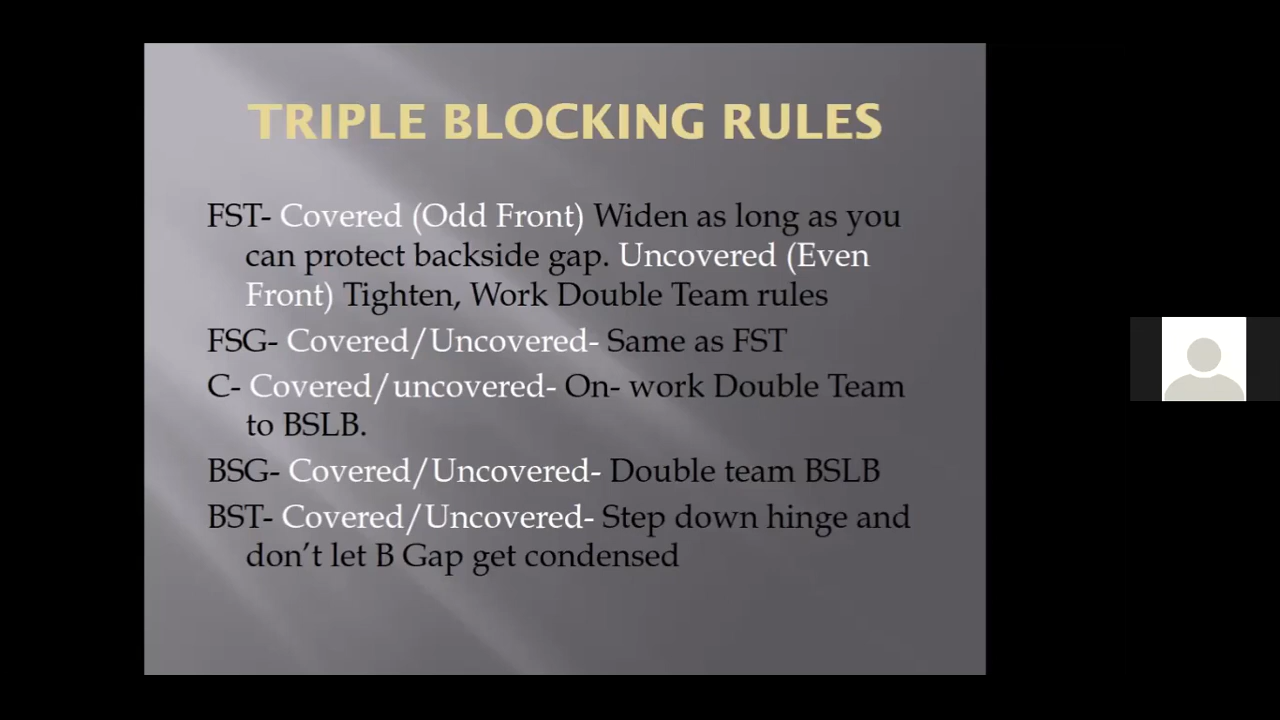 TRIPLE BLOCKING RULES
FST- Covered (Odd Front) Widen as long as you
can protect backside gap. Uncovered (Even
Front) Tighten, Work Double Team rules
FSG- Covered/Uncovered- Same as FST
C- Covered/uncovered- On- work Double Team
to BSLB.
BSG- Covered/Uncovered- Double team BSLB
BST- Covered/Uncovered- Step down hinge and
don’t let B Gap get condensed